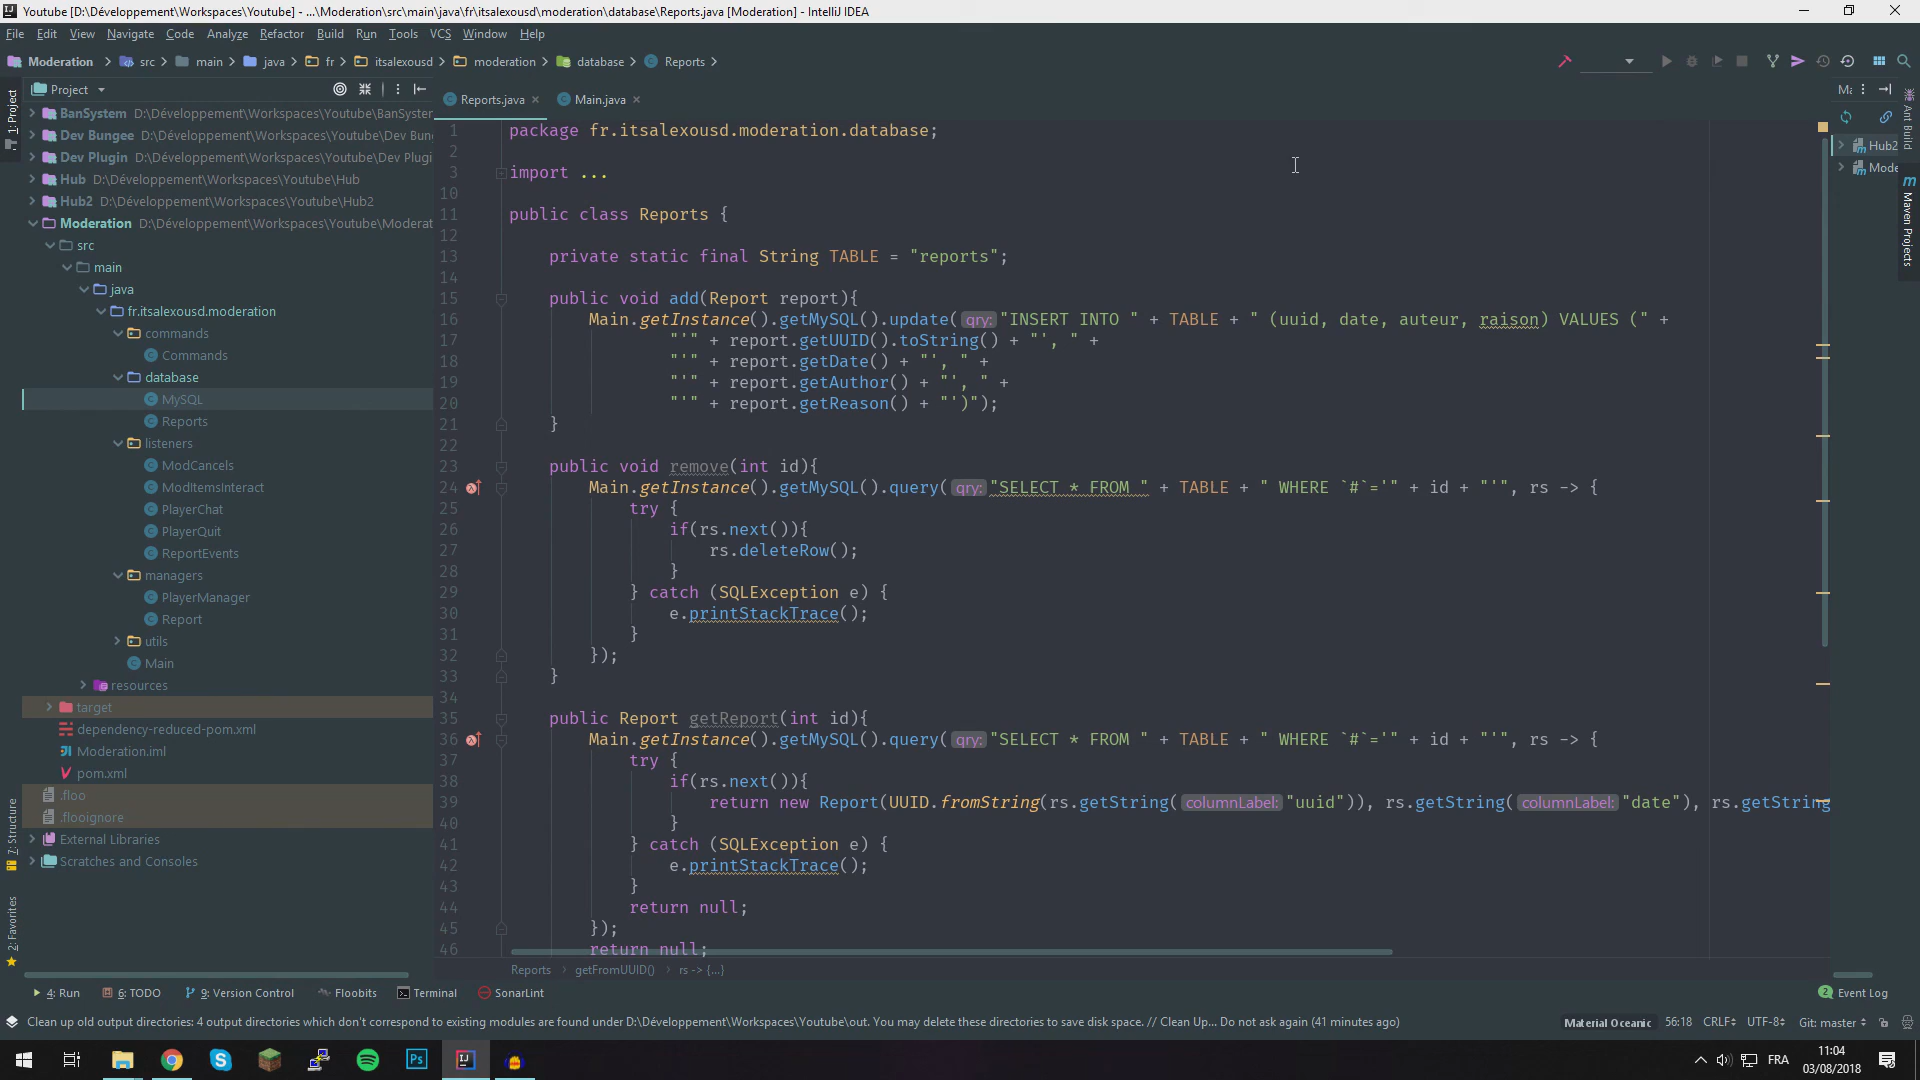 Youtube [D:\Développement\Workspaces\Youtube] - ...\Moderation\src\main\java\fr\itsalexousd\moderation\database\Reports.java [Moderation] - IntelliJ IDEA
File Edit View Navigate Code Analyze Refactor Build Run Tools VCS Window Help
Moderation src main java fr itsalexousd moderation database Reports
Project
Reports.java Main.java
1: Project
7: Structure
2: Favorites
BanSystem D:\Développement\Workspaces\Youtube\BanSyster
Dev Bungee D:\Développement\Workspaces\Youtube\Dev Bun
Dev Plugin D:\Développement\Workspaces\Youtube\Dev Plugi
Hub D:\Développement\Workspaces\Youtube\Hub
Hub2 D:\Développement\Workspaces\Youtube\Hub2
Moderation D:\Développement\Workspaces\Youtube\Moderat
src
main
java
fr.itsalexousd.moderation
commands
Commands
database
MySQL
Reports
listeners
ModCancels
ModItemsInteract
PlayerChat
PlayerQuit
ReportEvents
managers
PlayerManager
Report
utils
Main
resources
target
dependency-reduced-pom.xml
Moderation.iml
pom.xml
.floo
.flooignore
External Libraries
Scratches and Consoles
1 package fr.itsalexousd.moderation.database;
2
3 import ...
10
11 public class Reports {
12
13 private static final String TABLE = "reports";
14
15 public void add(Report report){
16 Main.getInstance().getMySQL().update( qry: "INSERT INTO " + TABLE + " (uuid, date, auteur, raison) VALUES (" +
17 "'" + report.getUUID().toString() + "', " +
18 "'" + report.getDate() + "', " +
19 "'" + report.getAuthor() + "', " +
20 "'" + report.getReason() + "')");
21 }
22
23 public void remove(int id){
24 Main.getInstance().getMySQL().query( qry: "SELECT * FROM " + TABLE + " WHERE `#`='" + id + "'", rs -> {
25 try {
26 if(rs.next()){
27 rs.deleteRow();
28 }
29 } catch (SQLException e) {
30 e.printStackTrace();
31 }
32 });
33 }
34
35 public Report getReport(int id){
36 Main.getInstance().getMySQL().query( qry: "SELECT * FROM " + TABLE + " WHERE `#`='" + id + "'", rs -> {
37 try {
38 if(rs.next()){
39 return new Report(UUID.fromString(rs.getString( columnLabel: "uuid")), rs.getString( columnLabel: "date"), rs.getString
40 }
41 } catch (SQLException e) {
42 e.printStackTrace();
43 }
44 return null;
45 });
46 return null;
Ma
Hub2
Mode
Ant Build
Maven Projects
Reports getFromUUID() rs -> {...}
4: Run 6: TODO 9: Version Control Floobits Terminal SonarLint 2 Event Log
Clean up old output directories: 4 output directories which don't correspond to existing modules are found under D:\Développement\Workspaces\Youtube\out. You may delete these directories to save disk space. // Clean Up... Do not ask again (41 minutes ago) Material Oceanic 56:18 CRLF UTF-8 Git: master
FRA 11:04
03/08/2018